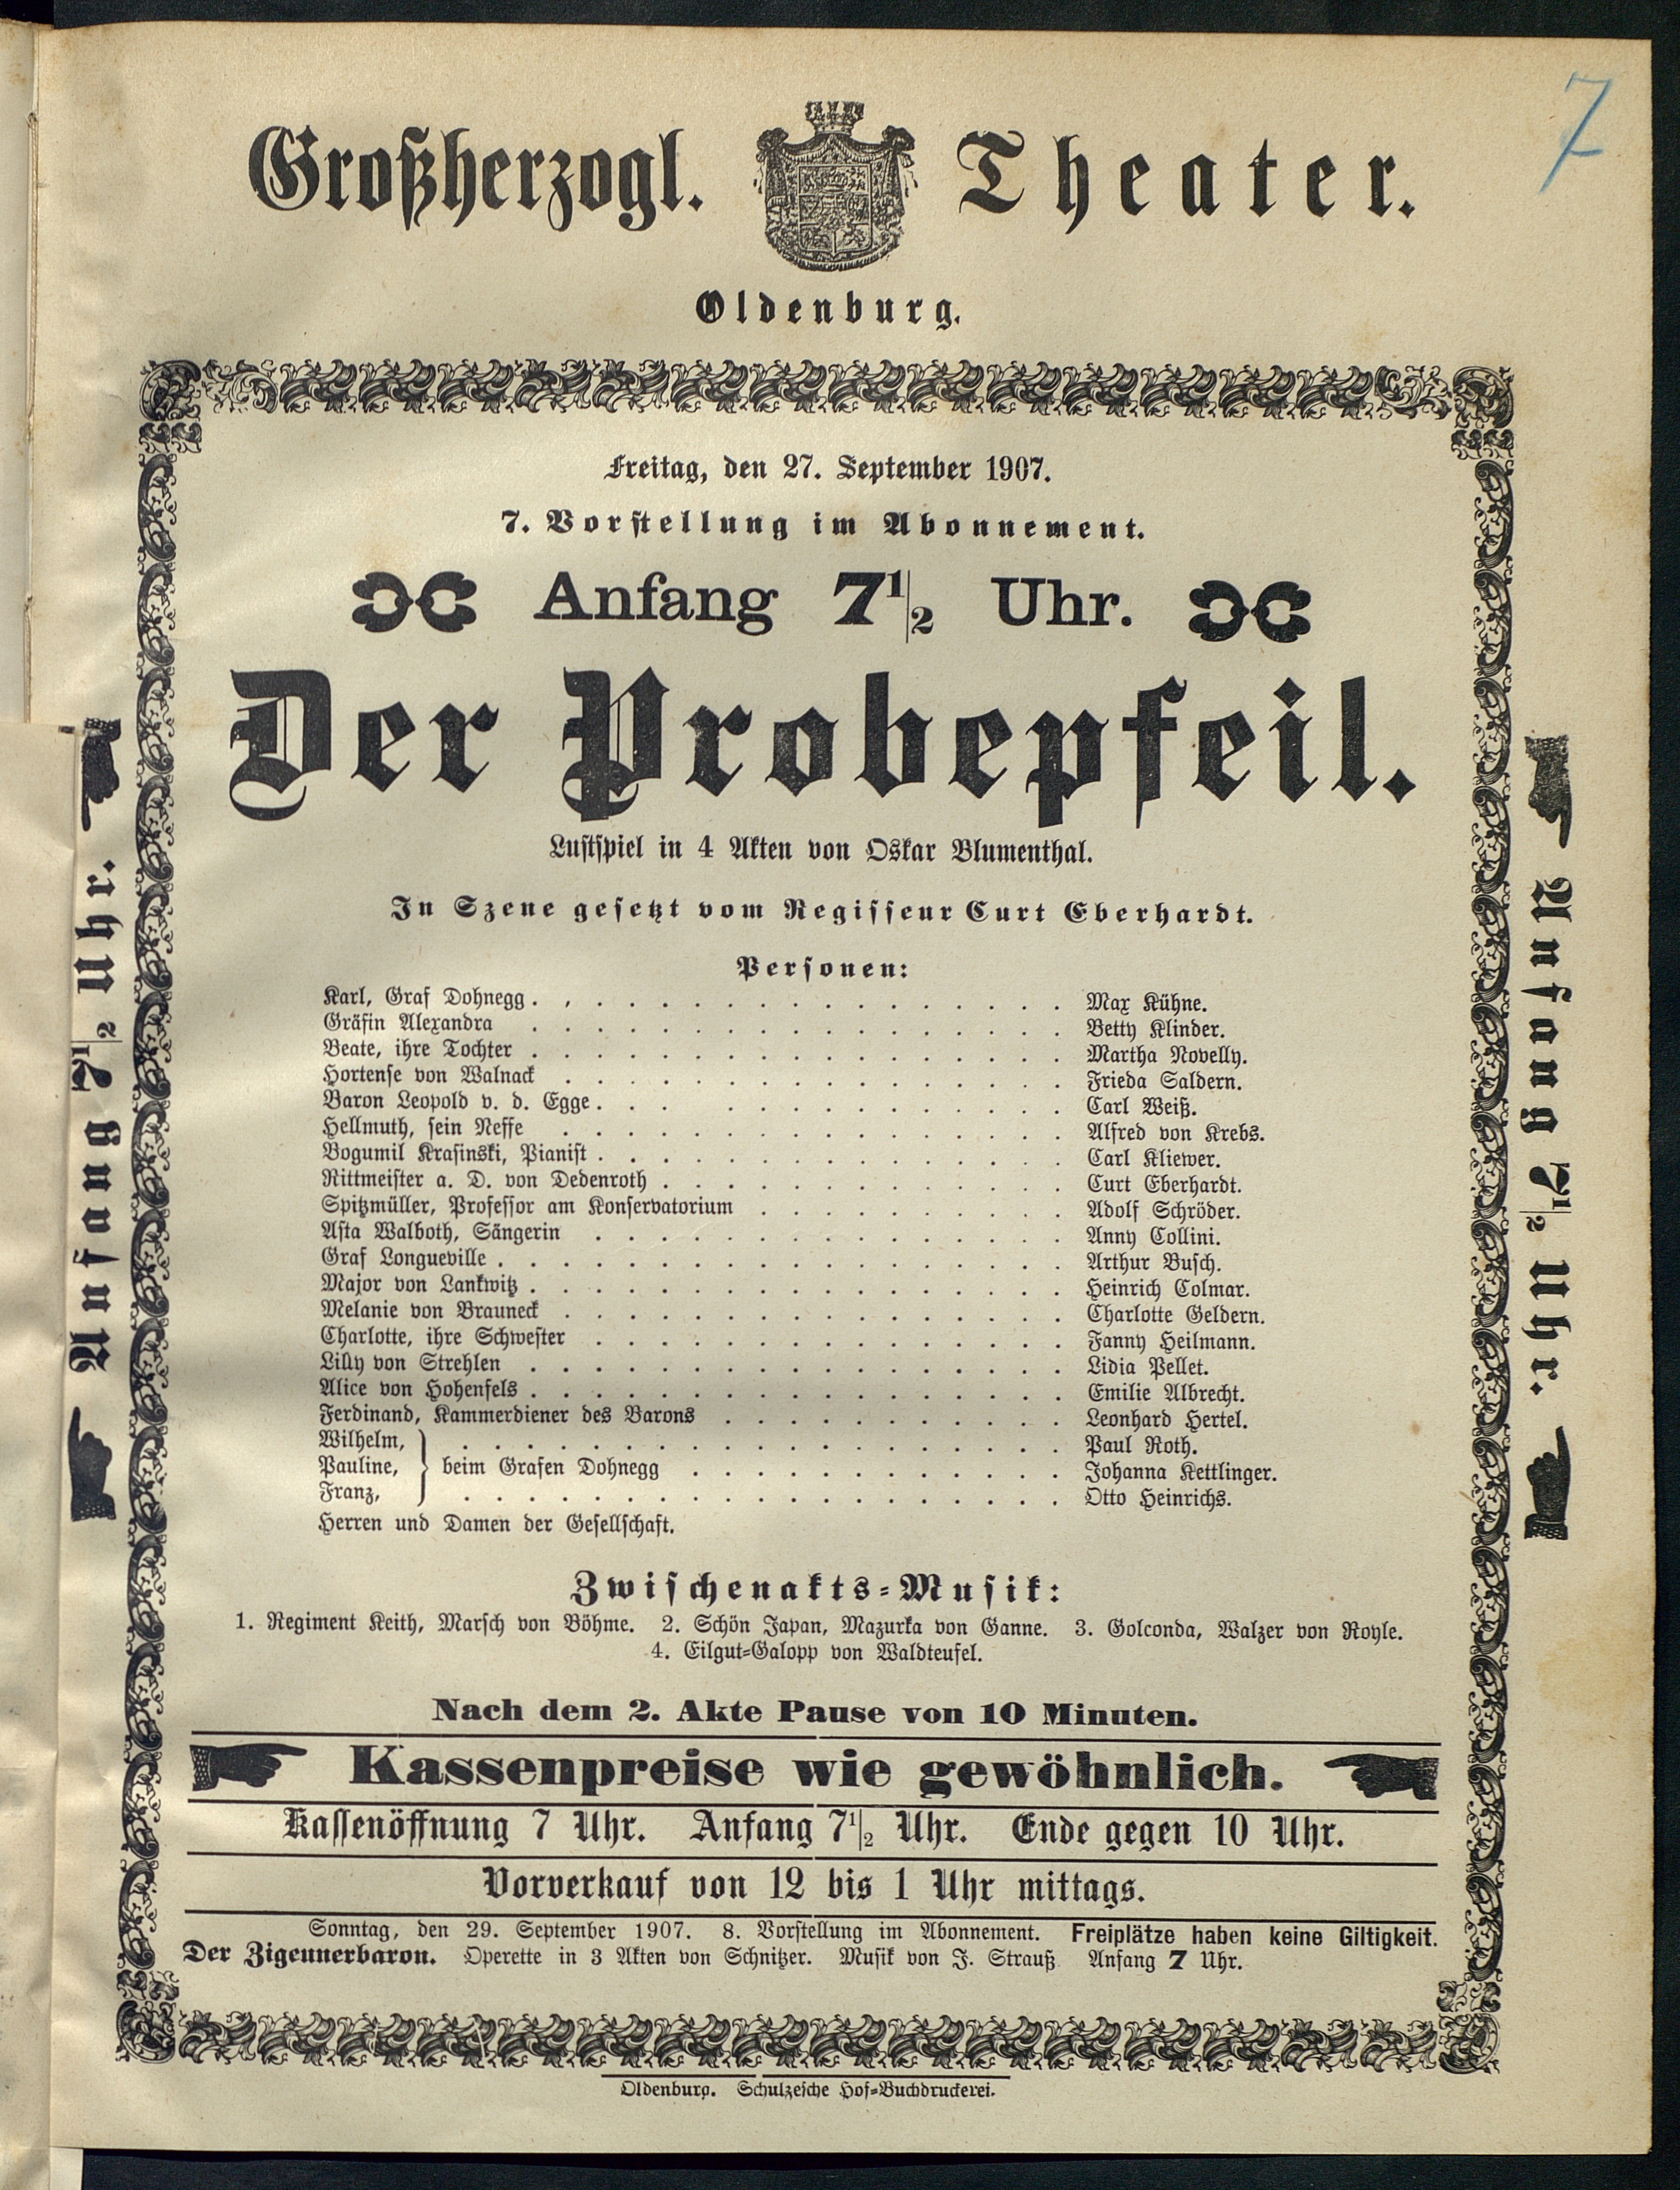 7
Großherzogl. Theater.
Oldenburg.
Freitag, den 27. September 1907.
7. Vorstellung im Abonnement.
Anfang 7 1/2 Uhr.
Der Probepfeil.
Lustspiel in 4 Akten von Oskar Blumenthal.
In Szene gesetzt vom Regisseur Curt Eberhardt.
Personen:
Karl, Graf Dohnegg . . . . . Max Kühne.
Gräfin Alexandra . . . . . Betty Klinder.
Beate, ihre Tochter . . . . . Martha Novelly.
Hortense von Walnack . . . . . Frieda Saldern.
Baron Leopold v. d. Egge . . . . . Carl Weiß.
Hellmuth, sein Neffe . . . . . Alfred von Krebs.
Bogumil Krasinski, Pianist . . . . . Carl Kliewer.
Rittmeister a. D. von Dedenroth . . . . . Curt Eberhardt.
Spitzmüller, Professor am Konservatorium . . . . . Adolf Schröder.
Asta Walboth, Sängerin . . . . . Anny Collini.
Graf Longueville . . . . . Arthur Busch.
Major von Lankwitz . . . . . Heinrich Colmar.
Melanie von Brauneck . . . . . Charlotte Geldern.
Charlotte, ihre Schwester . . . . . Fanny Heilmann.
Lilly von Strehlen . . . . . Lidia Pellet.
Alice von Hohenfels . . . . . Emilie Albrecht.
Ferdinand, Kammerdiener des Barons . . . . . Leonhard Hertel.
Wilhelm, . . . . . Paul Roth.
Pauline, } beim Grafen Dohnegg . . . . . Johanna Kettlinger.
Franz, . . . . . Otto Heinrichs.
Herren und Damen der Gesellschaft.
Zwischenakts-Musik:
1. Regiment Keith, Marsch von Böhme. 2. Schön Japan, Mazurka von Ganne. 3. Golconda, Walzer von Royle.
4. Eilgut-Galopp von Waldteufel.
Nach dem 2. Akte Pause von 10 Minuten.
Kassenpreise wie gewöhnlich.
Kassenöffnung 7 Uhr. Anfang 7 1/2 Uhr. Ende gegen 10 Uhr.
Vorverkauf von 12 bis 1 Uhr mittags.
Sonntag, den 29. September 1907. 8. Vorstellung im Abonnement. Freiplätze haben keine Giltigkeit.
Der Zigeunerbaron. Operette in 3 Akten von Schnitzer. Musik von J. Strauß Anfang 7 Uhr.
Oldenburg. Schulzesche Hof-Buchdruckerei.
Anfang 7 1/2 Uhr.
Anfang 7 1/2 Uhr.